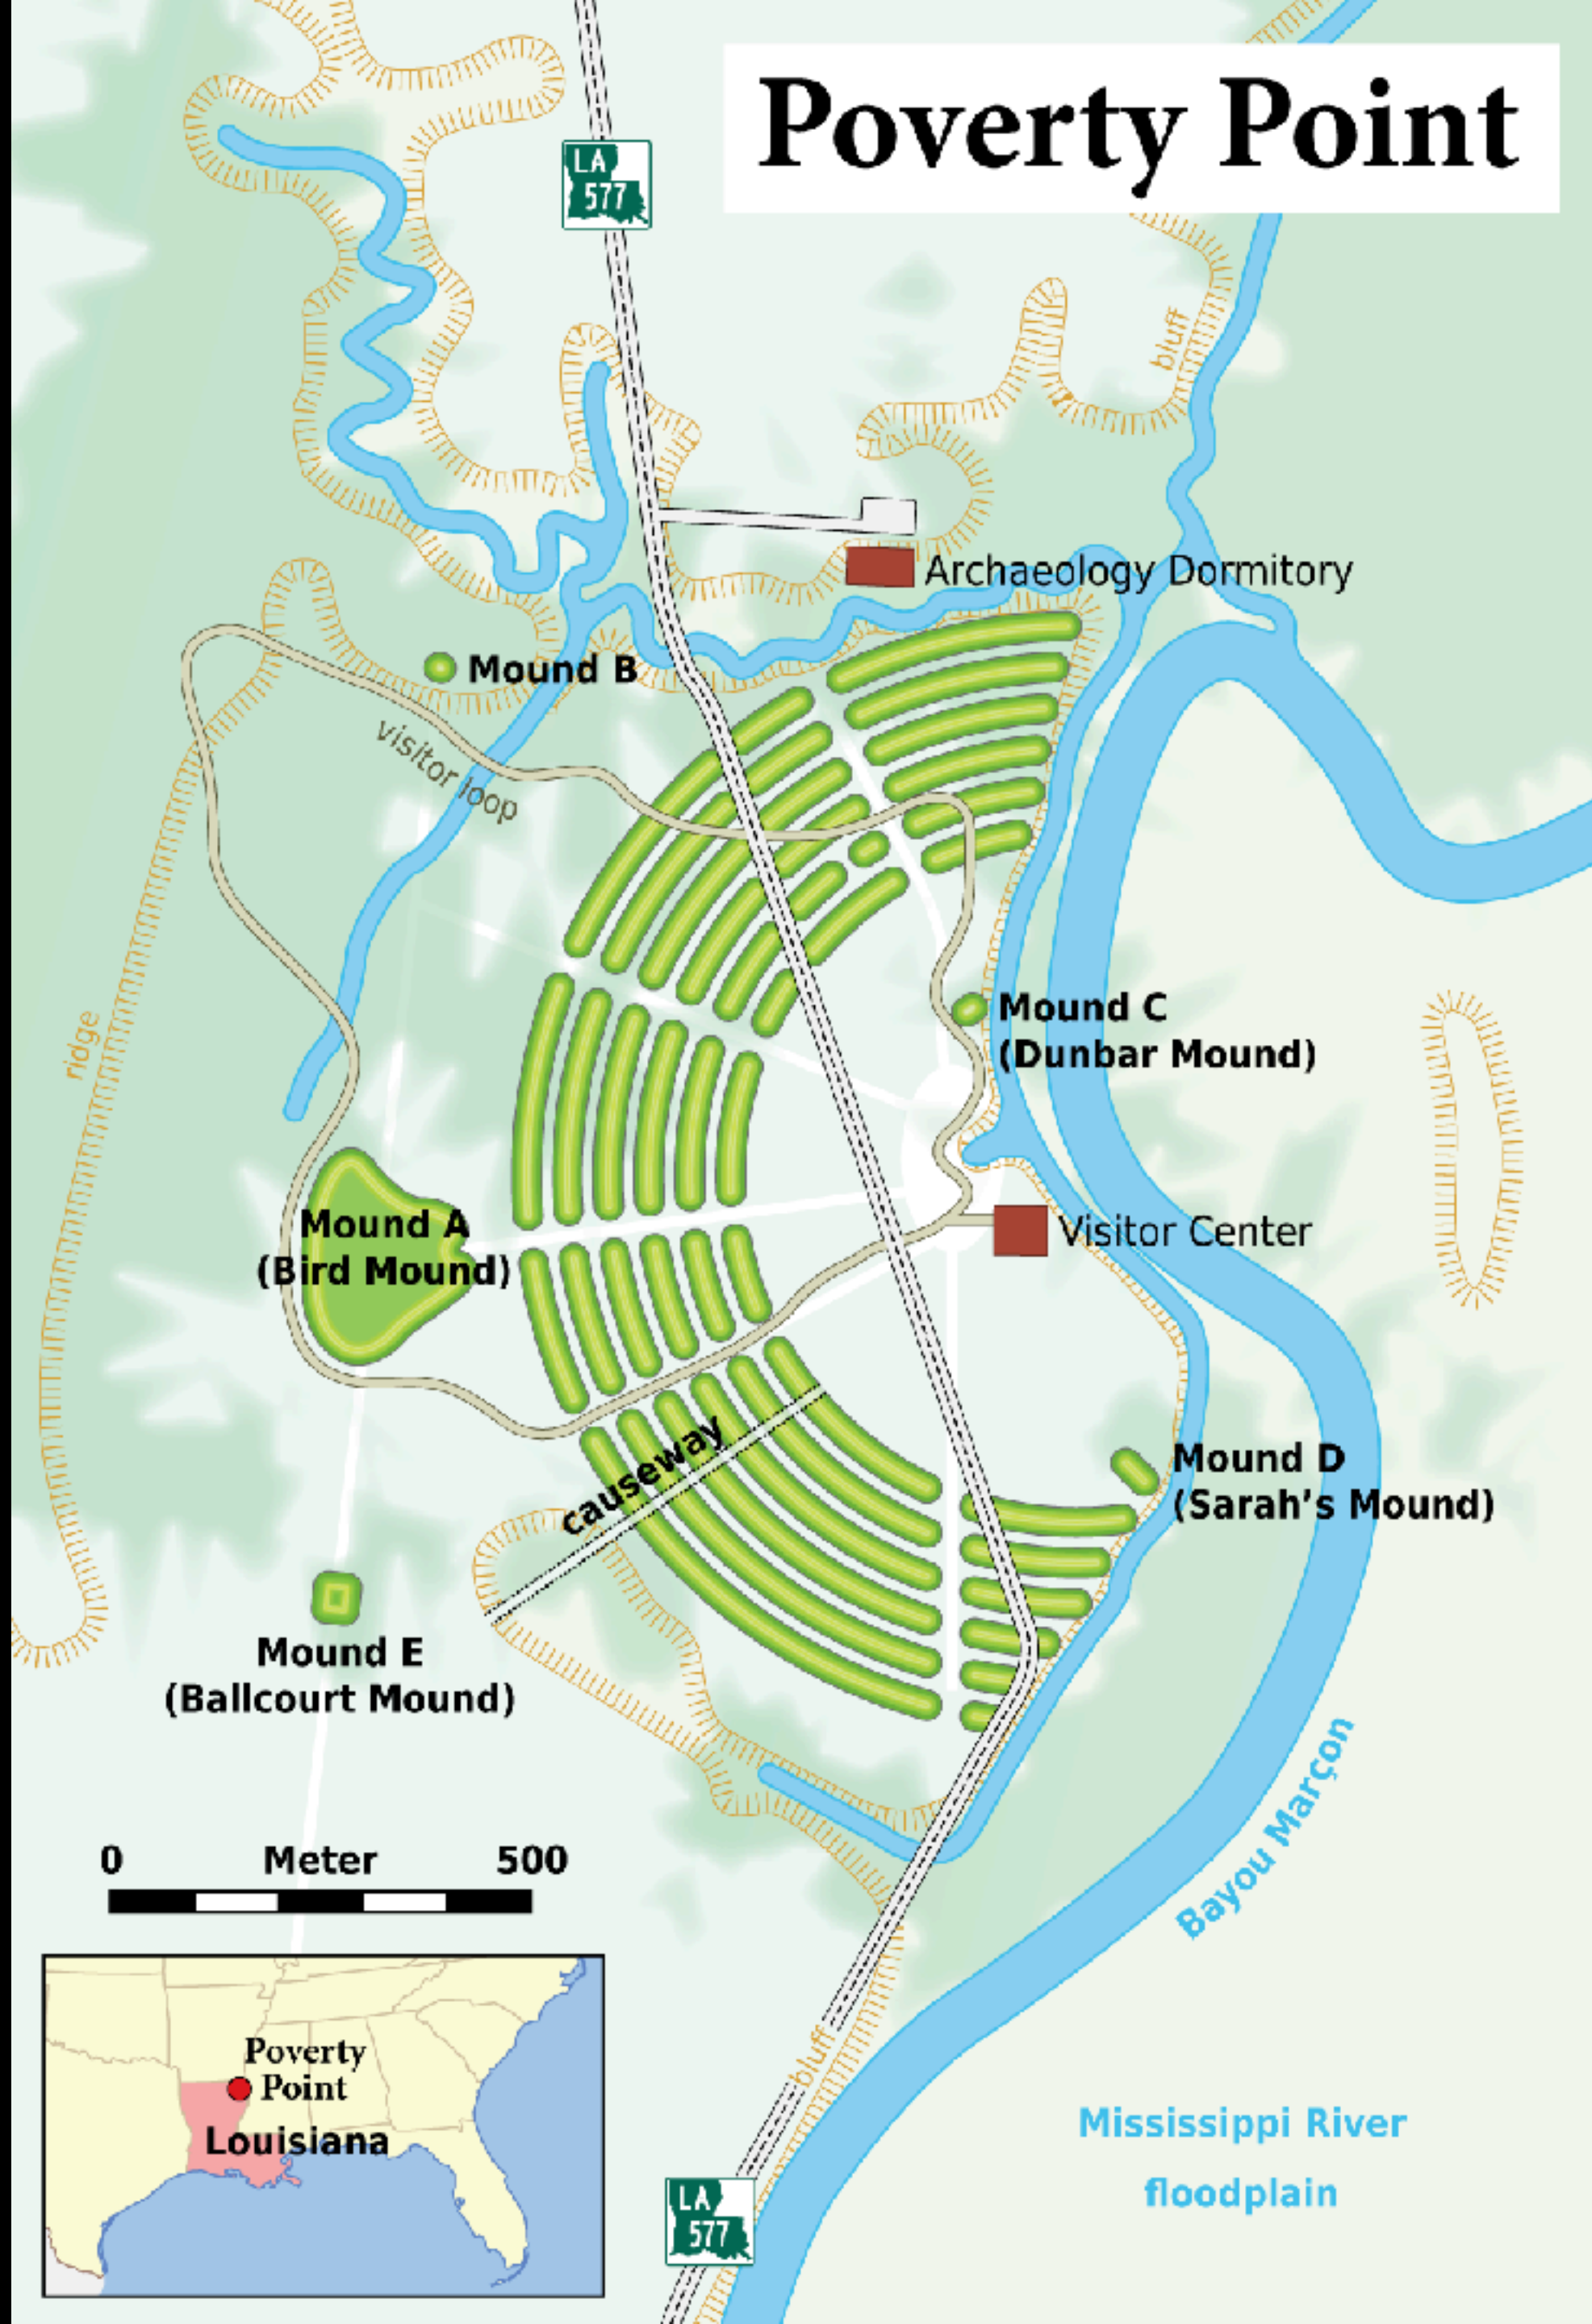 Poverty Point
LA
577
bluff
Archaeology Dormitory
Mound B
visitor loop
ridge
Mound C
(Dunbar Mound)
Mound A
(Bird Mound)
Visitor Center
causeway
Mound D
(Sarah’s Mound)
Mound E
(Ballcourt Mound)
Bayou Marçon
0 Meter 500
Poverty
Point
Louisiana
bluff
Mississippi River
floodplain
LA
577